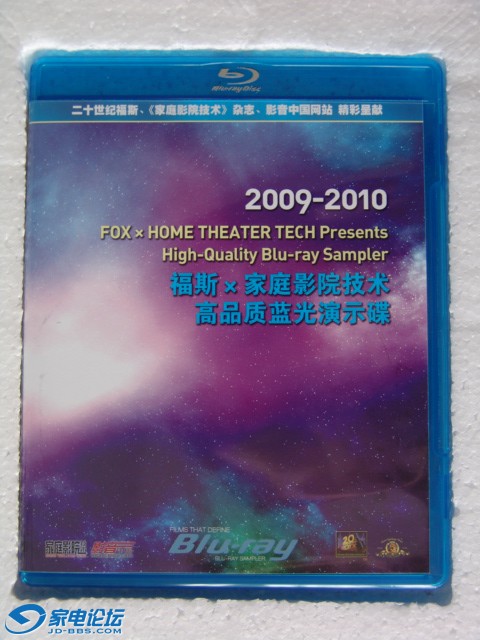 Blu-ray Disc
二十世纪福斯、《家庭影院技术》杂志、影音中国网站 精彩呈献
2009-2010
FOX × HOME THEATER TECH Presents
High-Quality Blu-ray Sampler
福斯 × 家庭影院技术
高品质蓝光演示碟
FILMS THAT DEFINE
Blu-ray
BLU-RAY SAMPLER
家电论坛
JD-BBS.COM